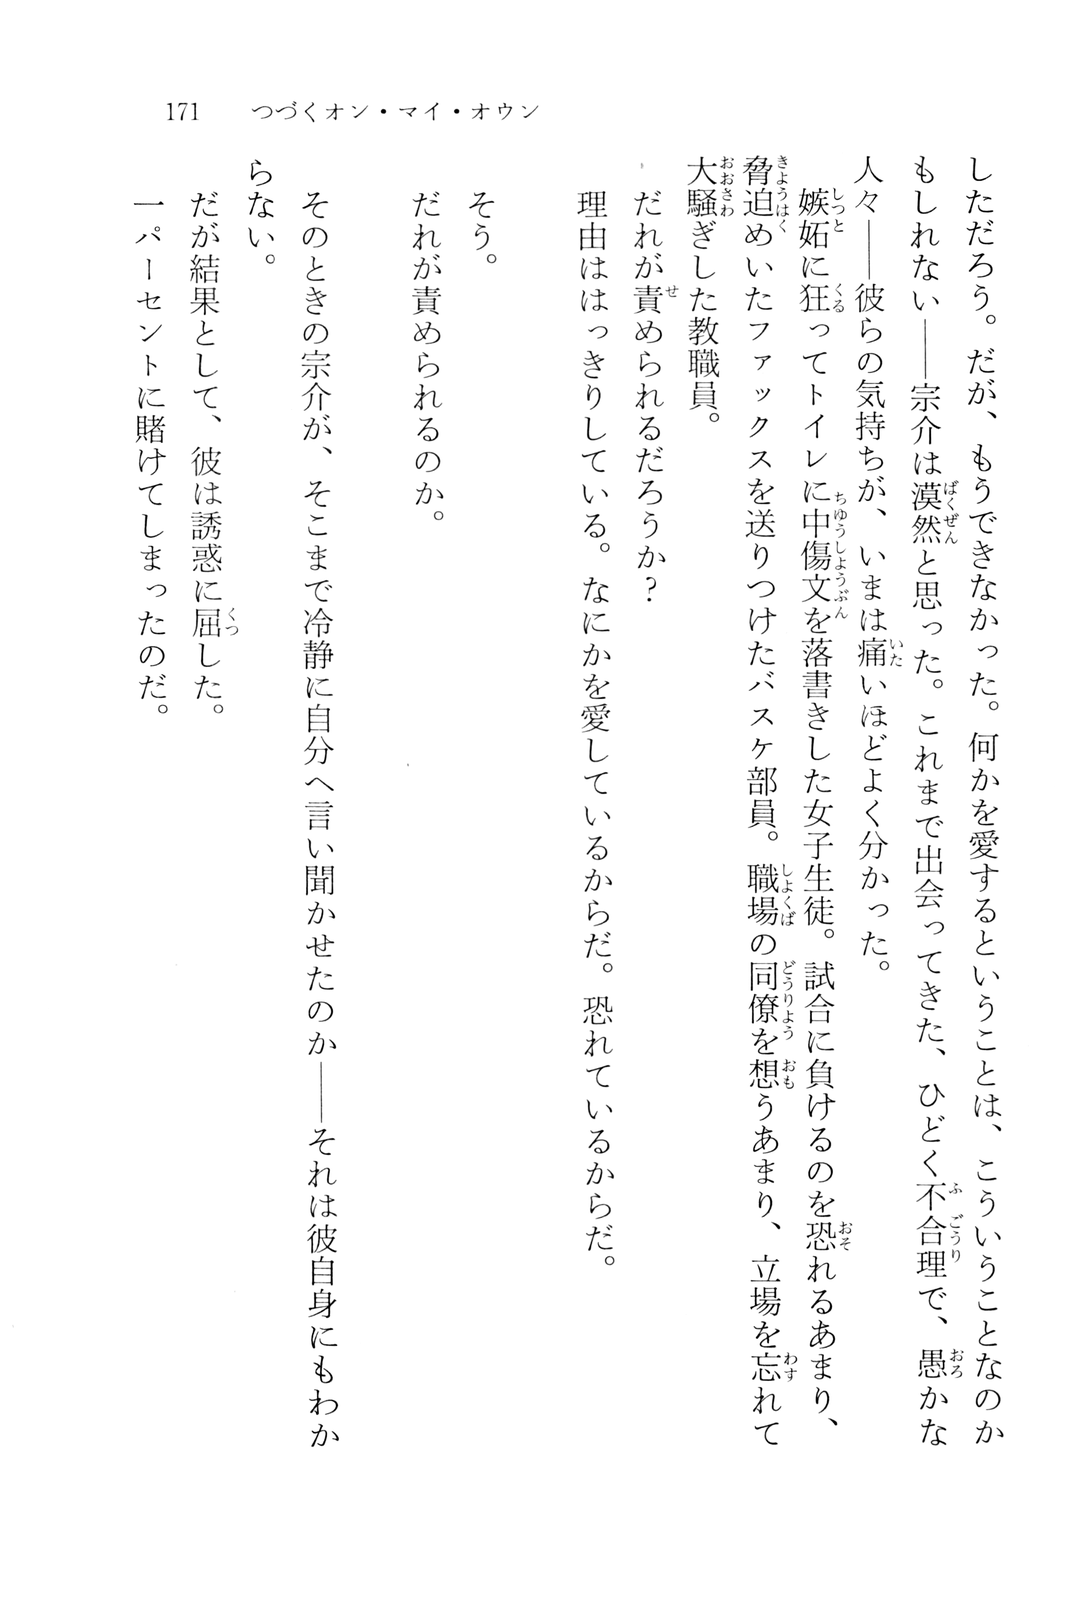 171　つづくオン・マイ・オウン
しただろう。だが、もうできなかった。何かを愛するということは、こういうことなのか
もしれない――宗介は漠然と思った。これまで出会ってきた、ひどく不合理で、愚かな
人々――彼らの気持ちが、いまは痛いほどよく分かった。
　嫉妬に狂ってトイレに中傷文を落書きした女子生徒。試合に負けるのを恐れるあまり、
脅迫めいたファックスを送りつけたバスケ部員。職場の同僚を想うあまり、立場を忘れて
大騒ぎした教職員。
　だれが責められるだろうか?
　理由ははっきりしている。なにかを愛しているからだ。恐れているからだ。
　そう。
　だれが責められるのか。
　そのときの宗介が、そこまで冷静に自分へ言い聞かせたのか――それは彼自身にもわか
らない。
　だが結果として、彼は誘惑に屈した。
　一パーセントに賭けてしまったのだ。